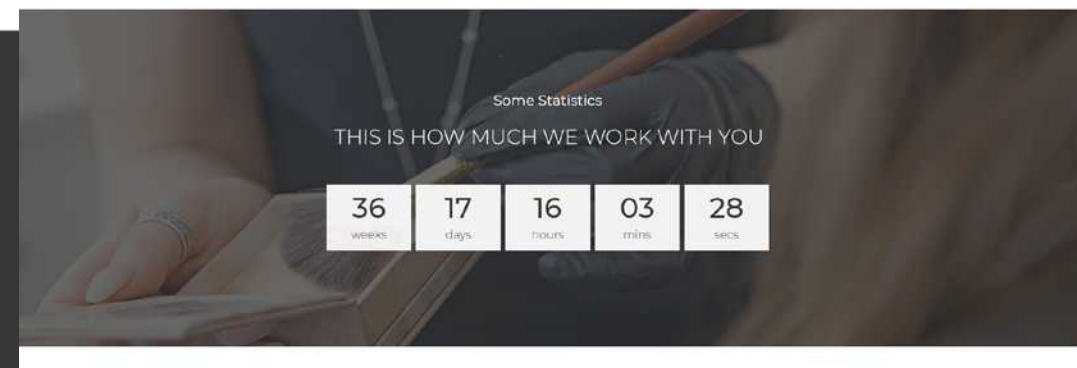 Some Statistics
THIS IS HOW MUCH WE WORK WITH YOU
36 17 16 03 28
weeks days hours mins secs